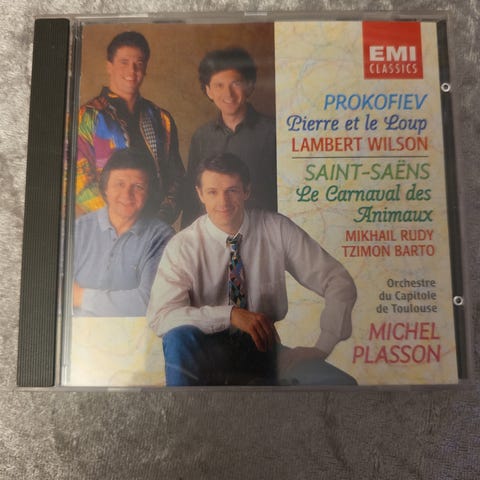 EMI
CLASSICS
PROKOFIEV
Pierre et le Loup
LAMBERT WILSON
SAINT-SAËNS
Le Carnaval des
Animaux
MIKHAIL RUDY
TZIMON BARTO
Orchestre
du Capitole
de Toulouse
MICHEL
PLASSON